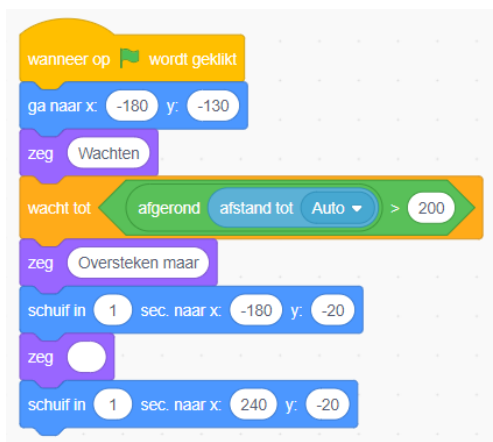 wanneer op wordt geklikt
ga naar x: -180 y: -130
zeg Wachten
wacht tot afgerond afstand tot Auto > 200
zeg Oversteken maar
schuif in 1 sec. naar x: -180 y: -20
zeg
schuif in 1 sec. naar x: 240 y: -20